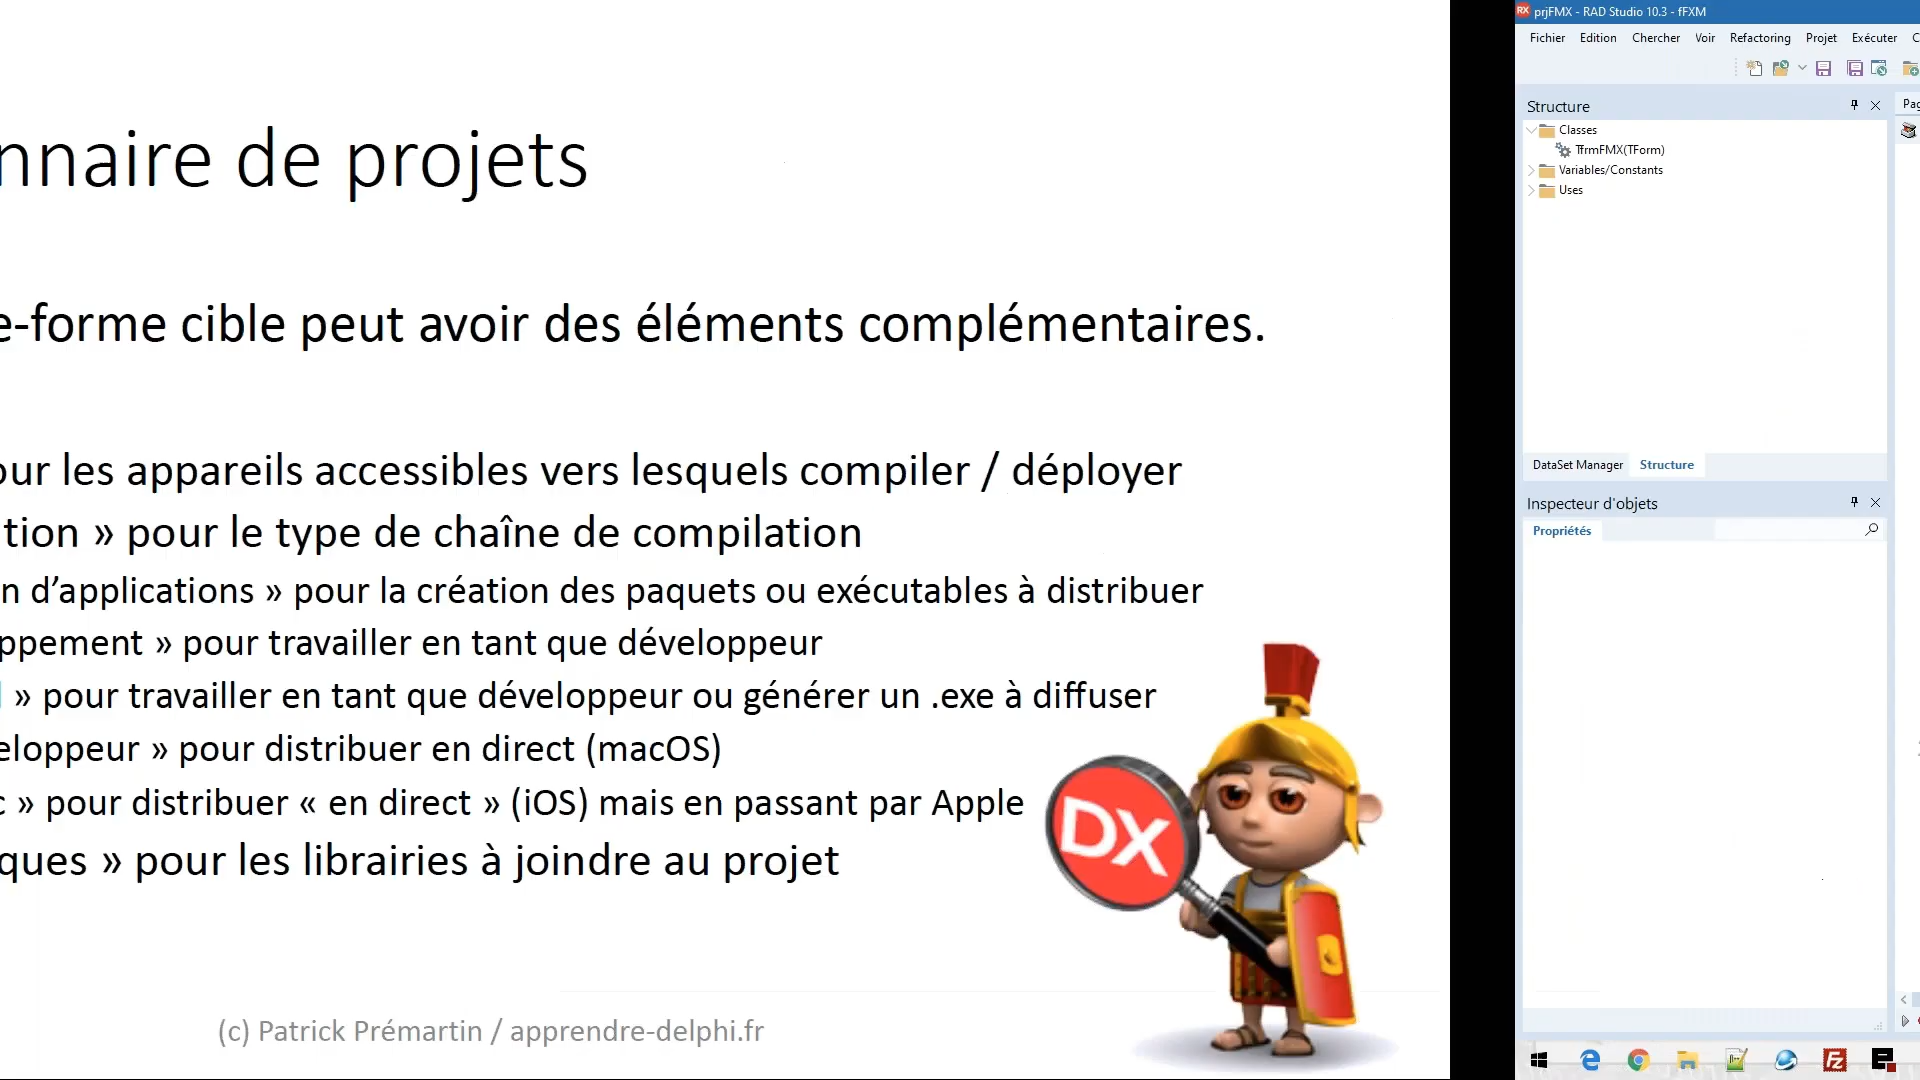 nnaire de projets
e-forme cible peut avoir des éléments complémentaires.
our les appareils accessibles vers lesquels compiler / déployer
tion » pour le type de chaîne de compilation
n d’applications » pour la création des paquets ou exécutables à distribuer
ppement » pour travailler en tant que développeur
» pour travailler en tant que développeur ou générer un .exe à diffuser
eloppeur » pour distribuer en direct (macOS)
c » pour distribuer « en direct » (iOS) mais en passant par Apple
ques » pour les librairies à joindre au projet
DX
(c) Patrick Prémartin / apprendre-delphi.fr
RX prjFMX - RAD Studio 10.3 - fFXM
Fichier Edition Chercher Voir Refactoring Projet Exécuter C
Structure
Pag
Classes
TfrmFMX(TForm)
Variables/Constants
Uses
DataSet Manager Structure
Inspecteur d'objets
Propriétés